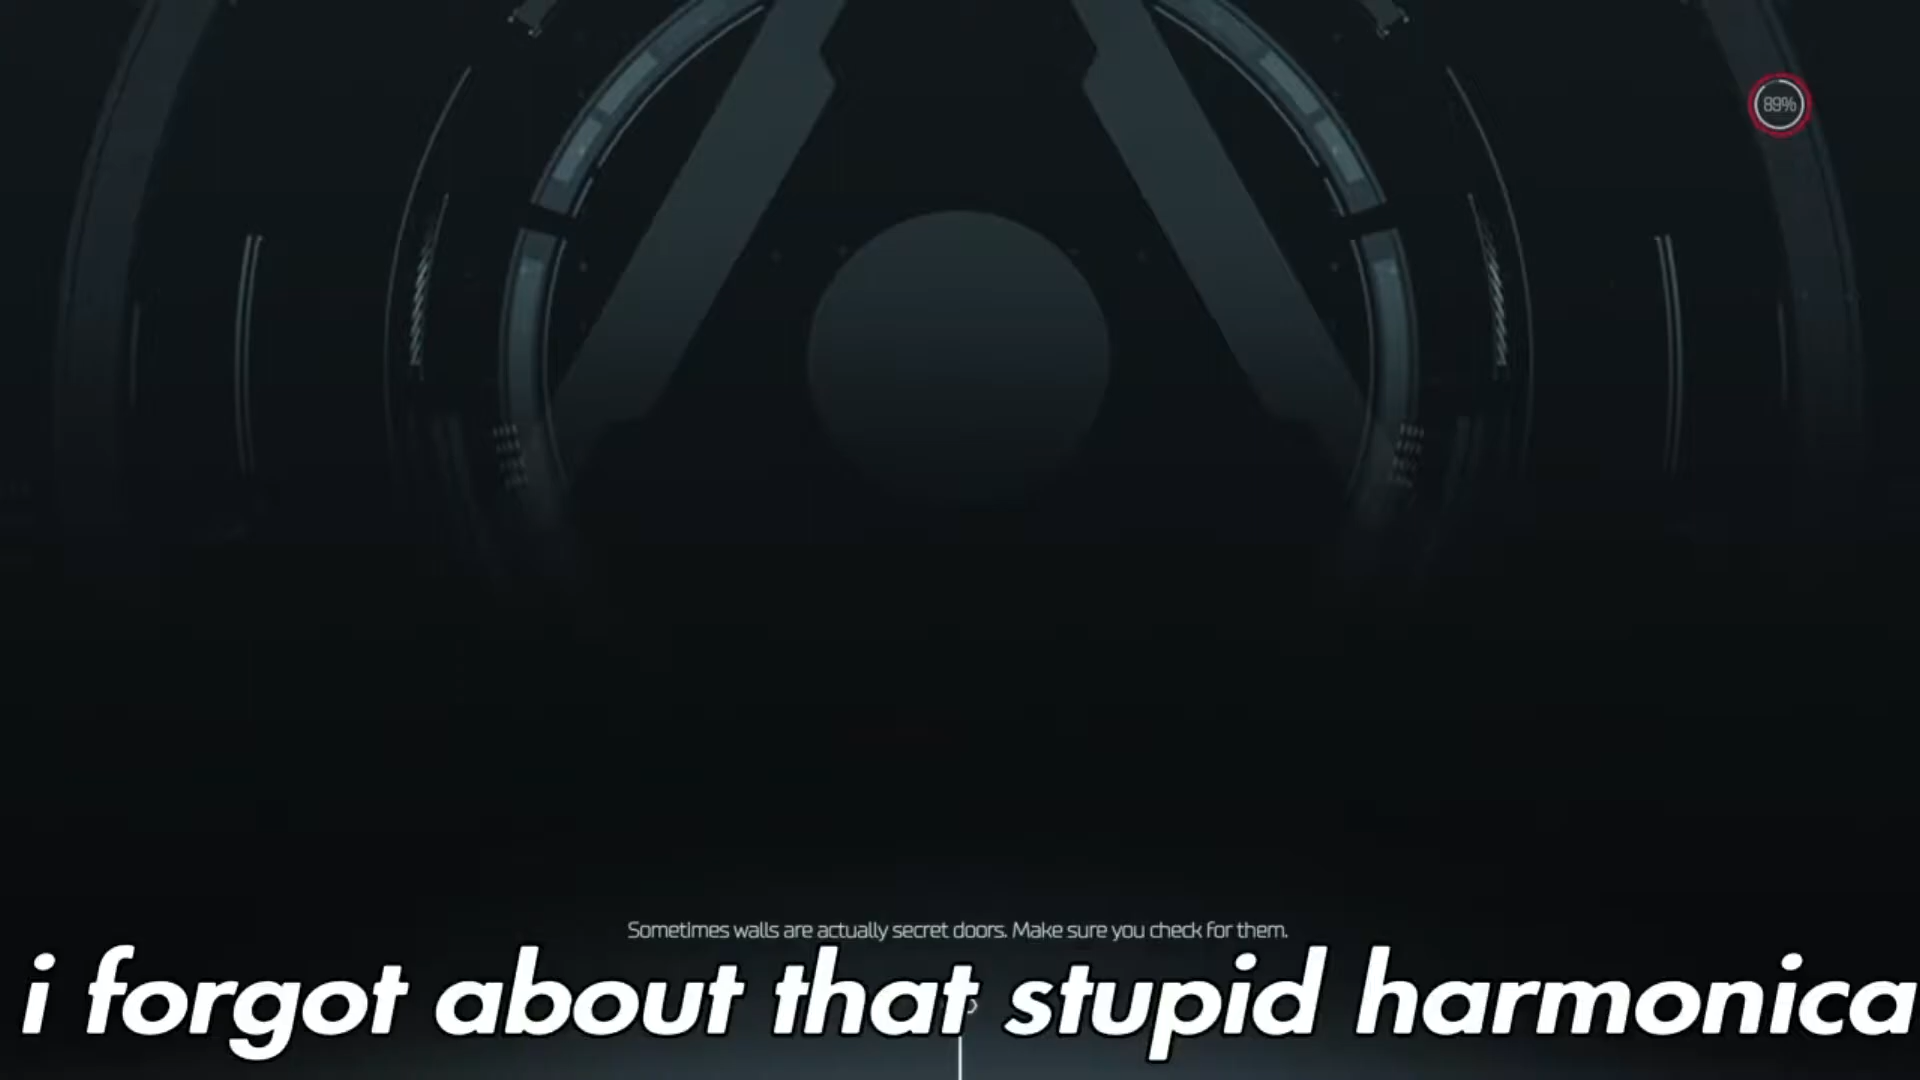 89%
Sometimes walls are actually secret doors. Make sure you check for them.
i forgot about that stupid harmonica